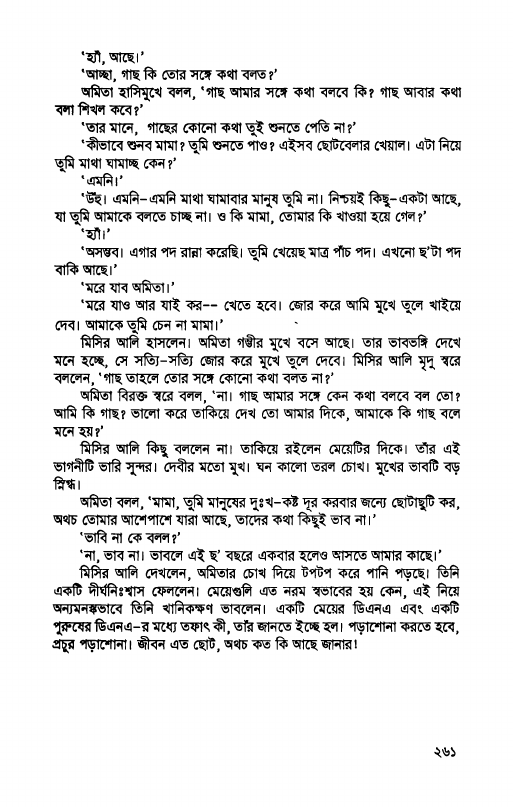 ‘হ্যাঁ, আছে।’
‘আচ্ছা, গাছ কি তোর সঙ্গে কথা বলত?’
অমিতা হাসিমুখে বলল, ‘গাছ আমার সঙ্গে কথা বলবে কি? গাছ আবার কথা
বলা শিখল কবে?’
‘তার মানে, গাছের কোনো কথা তুই শুনতে পেতি না?’
‘কীভাবে শুনব মামা? তুমি শুনতে পাও? এইসব ছোটবেলার খেয়াল। এটা নিয়ে
তুমি মাথা ঘামাচ্ছ কেন?’
‘এমনি।’
‘উঁহু। এমনি-এমনি মাথা ঘামাবার মানুষ তুমি না। নিশ্চয়ই কিছু-একটা আছে,
যা তুমি আমাকে বলতে চাচ্ছ না। ও কি মামা, তোমার কি খাওয়া হয়ে গেল?’
‘হ্যাঁ।’
‘অসম্ভব। এগার পদ রান্না করেছি। তুমি খেয়েছ মাত্র পাঁচ পদ। এখনো ছ’টা পদ
বাকি আছে।’
‘মরে যাব অমিতা।’
‘মরে যাও আর যাই কর-- খেতে হবে। জোর করে আমি মুখে তুলে খাইয়ে
দেব। আমাকে তুমি চেন না মামা।’
মিসির আলি হাসলেন। অমিতা গম্ভীর মুখে বসে আছে। তার ভাবভঙ্গি দেখে
মনে হচ্ছে, সে সত্যি-সত্যি জোর করে মুখে তুলে দেবে। মিসির আলি মৃদু স্বরে
বললেন, ‘গাছ তাহলে তোর সঙ্গে কোনো কথা বলত না?’
অমিতা বিরক্ত স্বরে বলল, ‘না। গাছ আমার সঙ্গে কেন কথা বলবে বল তো?
আমি কি গাছ? ভালো করে তাকিয়ে দেখ তো আমার দিকে, আমাকে কি গাছ বলে
মনে হয়?’
মিসির আলি কিছু বললেন না। তাকিয়ে রইলেন মেয়েটির দিকে। তাঁর এই
ভাগনীটি ভারি সুন্দর। দেবীর মতো মুখ। ঘন কালো তরল চোখ। মুখের ভাবটি বড়
স্নিগ্ধ।
অমিতা বলল, ‘মামা, তুমি মানুষের দুঃখ-কষ্ট দূর করবার জন্যে ছোটাছুটি কর,
অথচ তোমার আশেপাশে যারা আছে, তাদের কথা কিছুই ভাব না।’
‘ভাবি না কে বলল?’
‘না, ভাব না। ভাবলে এই ছ’ বছরে একবার হলেও আসতে আমার কাছে।’
মিসির আলি দেখলেন, অমিতার চোখ দিয়ে টপটপ করে পানি পড়ছে। তিনি
একটি দীর্ঘনিঃশ্বাস ফেললেন। মেয়েগুলি এত নরম স্বভাবের হয় কেন, এই নিয়ে
অন্যমনস্কভাবে তিনি খানিকক্ষণ ভাবলেন। একটি মেয়ের ডিএনএ এবং একটি
পুরুষের ডিএনএ-র মধ্যে তফাৎ কী, তাঁর জানতে ইচ্ছে হল। পড়াশোনা করতে হবে,
প্রচুর পড়াশোনা। জীবন এত ছোট, অথচ কত কি আছে জানার!
২৬১